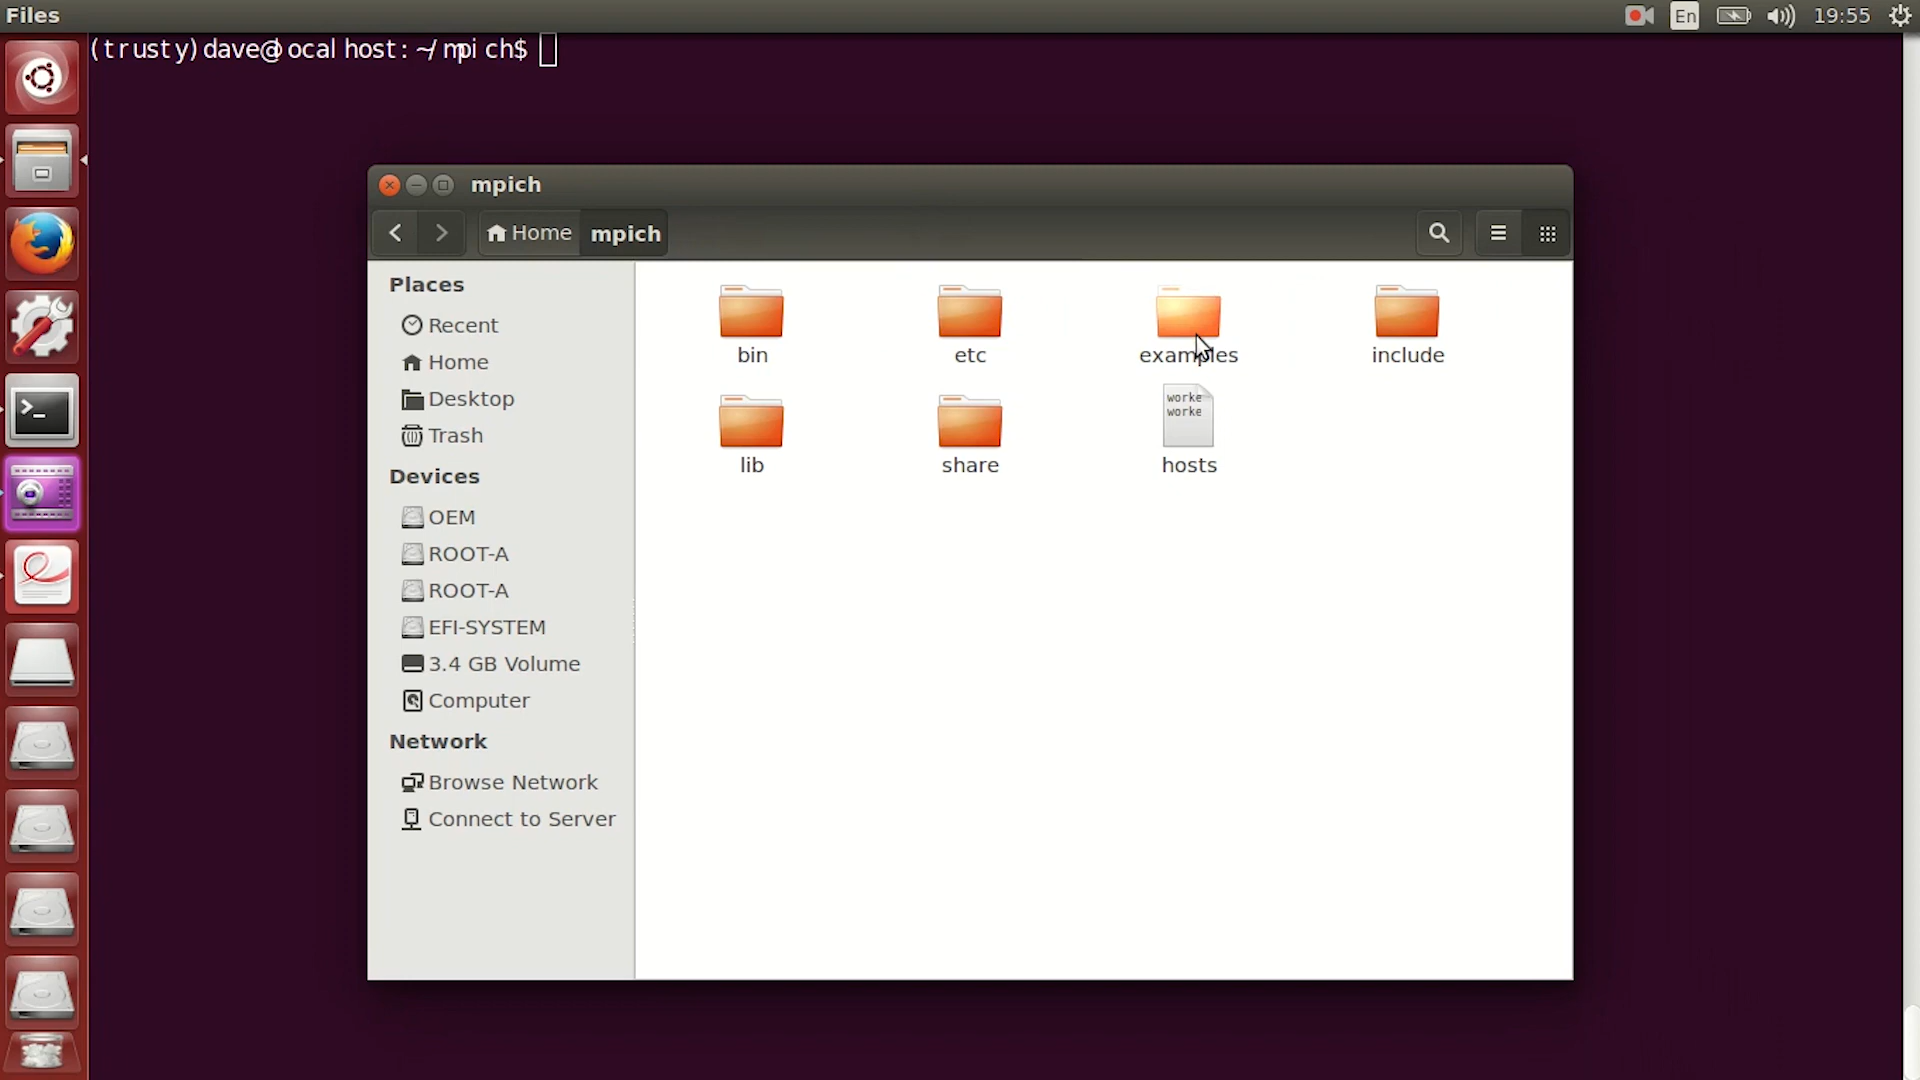 Files
En
19:55
(trusty)dave@localhost:~/mpich$
mpich
Home
mpich
Places
Recent
Home
Desktop
Trash
Devices
OEM
ROOT-A
ROOT-A
EFI-SYSTEM
3.4 GB Volume
Computer
Network
Browse Network
Connect to Server
bin
etc
examples
include
worke
worke
lib
share
hosts